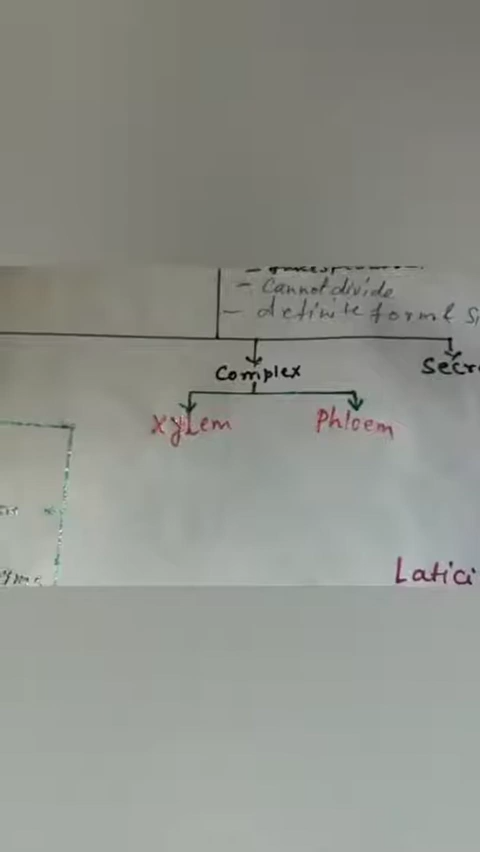 - Cannot divide
- definite form &
Complex
Secr
Xylem Phloem
Latici